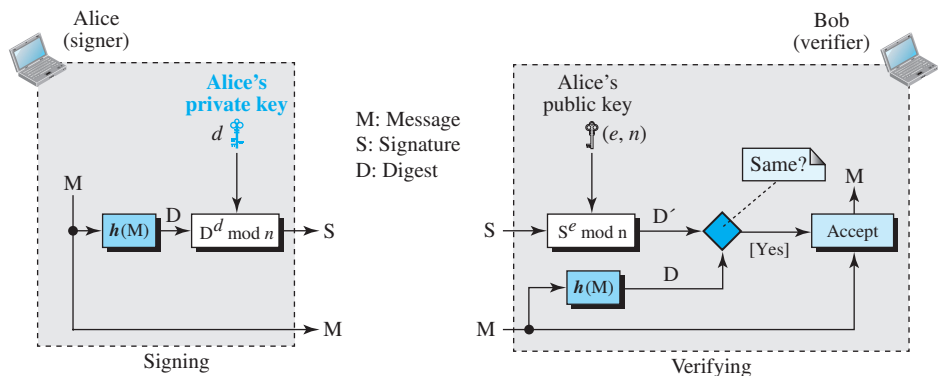 Alice
(signer)
Alice's
private key
d
M
h(M)
D
D^d mod n
S
M
Signing
M: Message
S: Signature
D: Digest
Bob
(verifier)
Alice's
public key
(e, n)
Same?
M
S
S^e mod n
D′
[Yes]
Accept
h(M)
D
M
Verifying